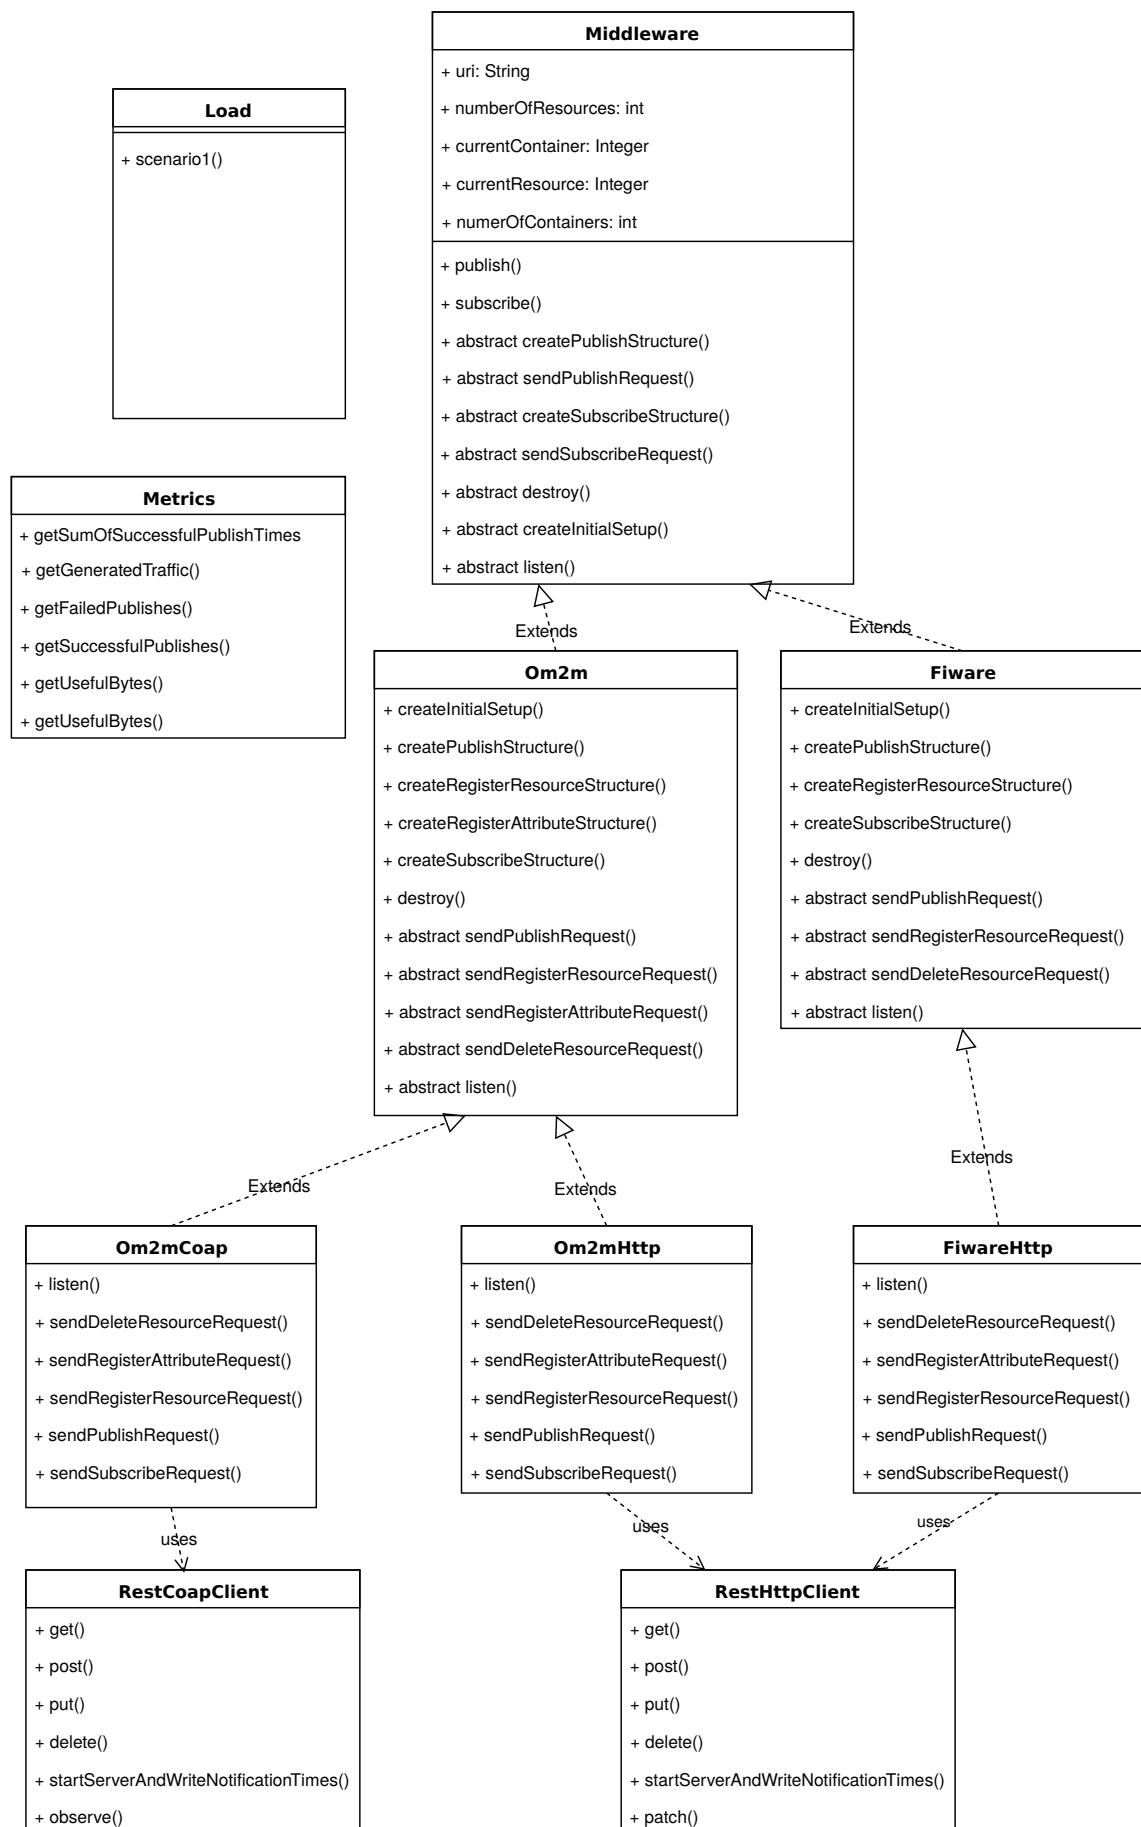 Middleware
+ uri: String
+ numberOfResources: int
+ currentContainer: Integer
+ currentResource: Integer
+ numerOfContainers: int
+ publish()
+ subscribe()
+ abstract createPublishStructure()
+ abstract sendPublishRequest()
+ abstract createSubscribeStructure()
+ abstract sendSubscribeRequest()
+ abstract destroy()
+ abstract createInitialSetup()
+ abstract listen()
Load
+ scenario1()
Metrics
+ getSumOfSuccessfulPublishTimes
+ getGeneratedTraffic()
+ getFailedPublishes()
+ getSuccessfulPublishes()
+ getUsefulBytes()
+ getUsefulBytes()
Extends
Extends
Om2m
+ createInitialSetup()
+ createPublishStructure()
+ createRegisterResourceStructure()
+ createRegisterAttributeStructure()
+ createSubscribeStructure()
+ destroy()
+ abstract sendPublishRequest()
+ abstract sendRegisterResourceRequest()
+ abstract sendRegisterAttributeRequest()
+ abstract sendDeleteResourceRequest()
+ abstract listen()
Fiware
+ createInitialSetup()
+ createPublishStructure()
+ createRegisterResourceStructure()
+ createSubscribeStructure()
+ destroy()
+ abstract sendPublishRequest()
+ abstract sendRegisterResourceRequest()
+ abstract sendDeleteResourceRequest()
+ abstract listen()
Extends
Extends
Extends
Om2mCoap
+ listen()
+ sendDeleteResourceRequest()
+ sendRegisterAttributeRequest()
+ sendRegisterResourceRequest()
+ sendPublishRequest()
+ sendSubscribeRequest()
Om2mHttp
+ listen()
+ sendDeleteResourceRequest()
+ sendRegisterAttributeRequest()
+ sendRegisterResourceRequest()
+ sendPublishRequest()
+ sendSubscribeRequest()
FiwareHttp
+ listen()
+ sendDeleteResourceRequest()
+ sendRegisterAttributeRequest()
+ sendRegisterResourceRequest()
+ sendPublishRequest()
+ sendSubscribeRequest()
uses
uses
uses
RestCoapClient
+ get()
+ post()
+ put()
+ delete()
+ startServerAndWriteNotificationTimes()
+ observe()
RestHttpClient
+ get()
+ post()
+ put()
+ delete()
+ startServerAndWriteNotificationTimes()
+ patch()